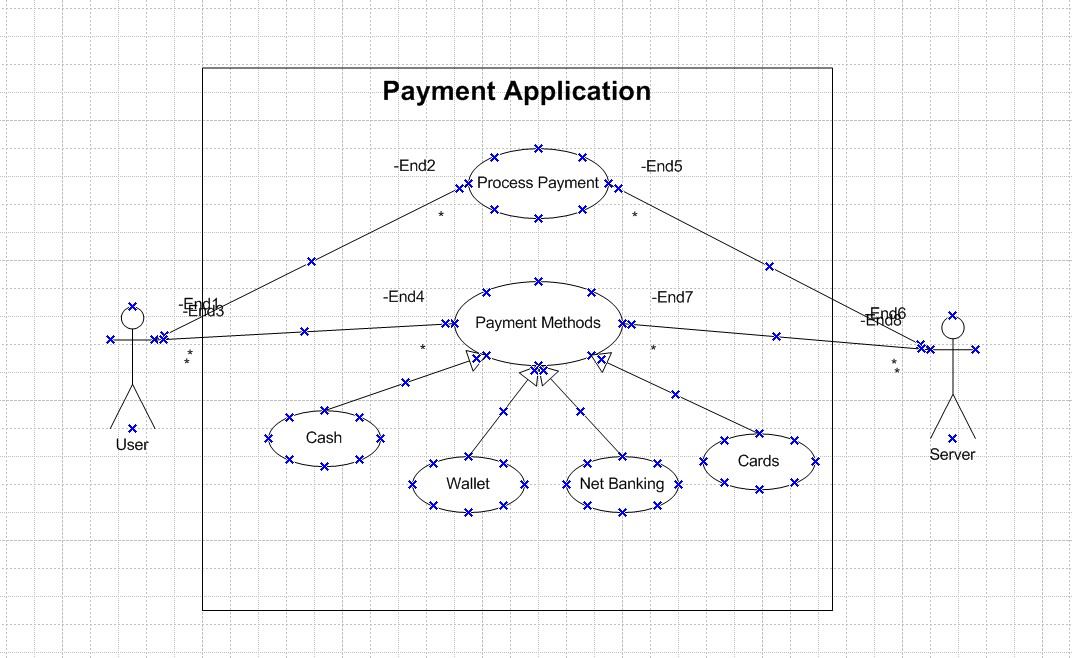 Payment Application
-End2
-End5
Process Payment
*
*
-End1
-End3
-End4
-End7
-End6
-End8
Payment Methods
*
*
*
*
*
*
Cash
Wallet
Net Banking
Cards
User
Server